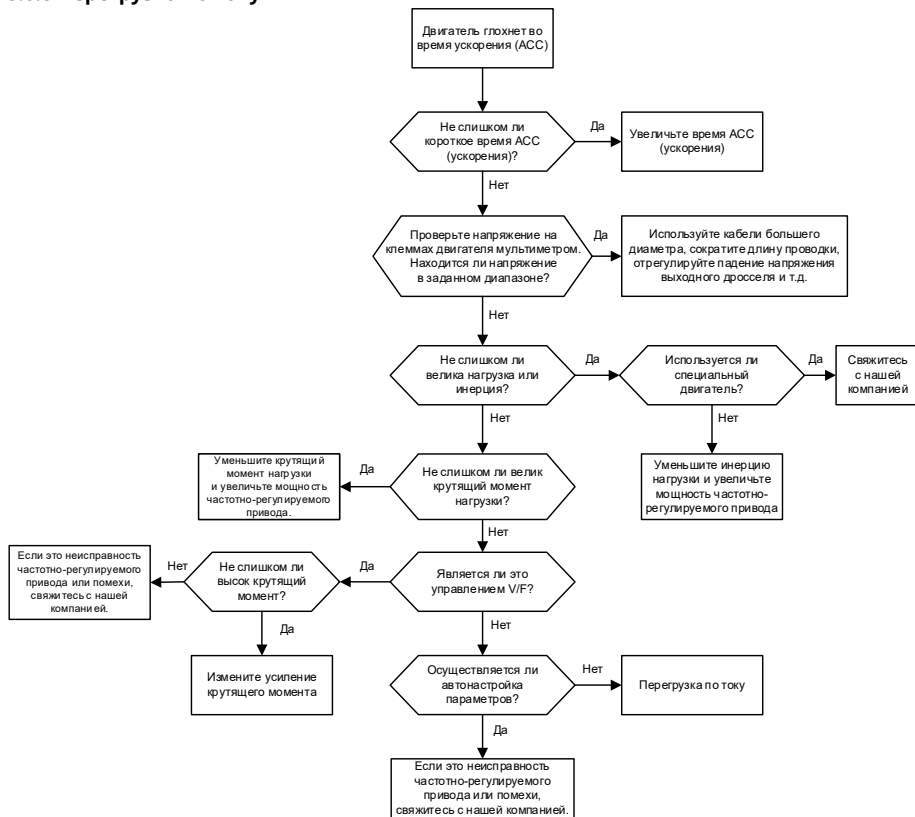 Двигатель глохнет во
время ускорения (ACC)
Не слишком ли
короткое время ACC
(ускорения)?
Да
Увеличьте время ACC
(ускорения)
Нет
Проверьте напряжение на
клеммах двигателя мультиметром.
Находится ли напряжение
в заданном диапазоне?
Да
Используйте кабели большего
диаметра, сократите длину проводки,
отрегулируйте падение напряжения
выходного дросселя и т.д.
Нет
Не слишком ли
велика нагрузка или
инерция?
Да
Используется ли
специальный
двигатель?
Да
Свяжитесь
с нашей
компанией
Нет
Нет
Уменьшите инерцию
нагрузки и увеличьте
мощность частотно-
регулируемого привода
Не слишком ли велик
крутящий момент
нагрузки?
Да
Уменьшите крутящий
момент нагрузки
и увеличьте мощность
частотно-регулируемого
привода.
Нет
Является ли это
управлением V/F?
Да
Не слишком ли
высок крутящий
момент?
Нет
Если это неисправность
частотно-регулируемого
привода или помехи,
свяжитесь с нашей
компанией.
Да
Измените усиление
крутящего момента
Нет
Осуществляется ли
автонастройка
параметров?
Нет
Перегрузка по току
Да
Если это неисправность
частотно-регулируемого
привода или помехи,
свяжитесь с нашей компанией.